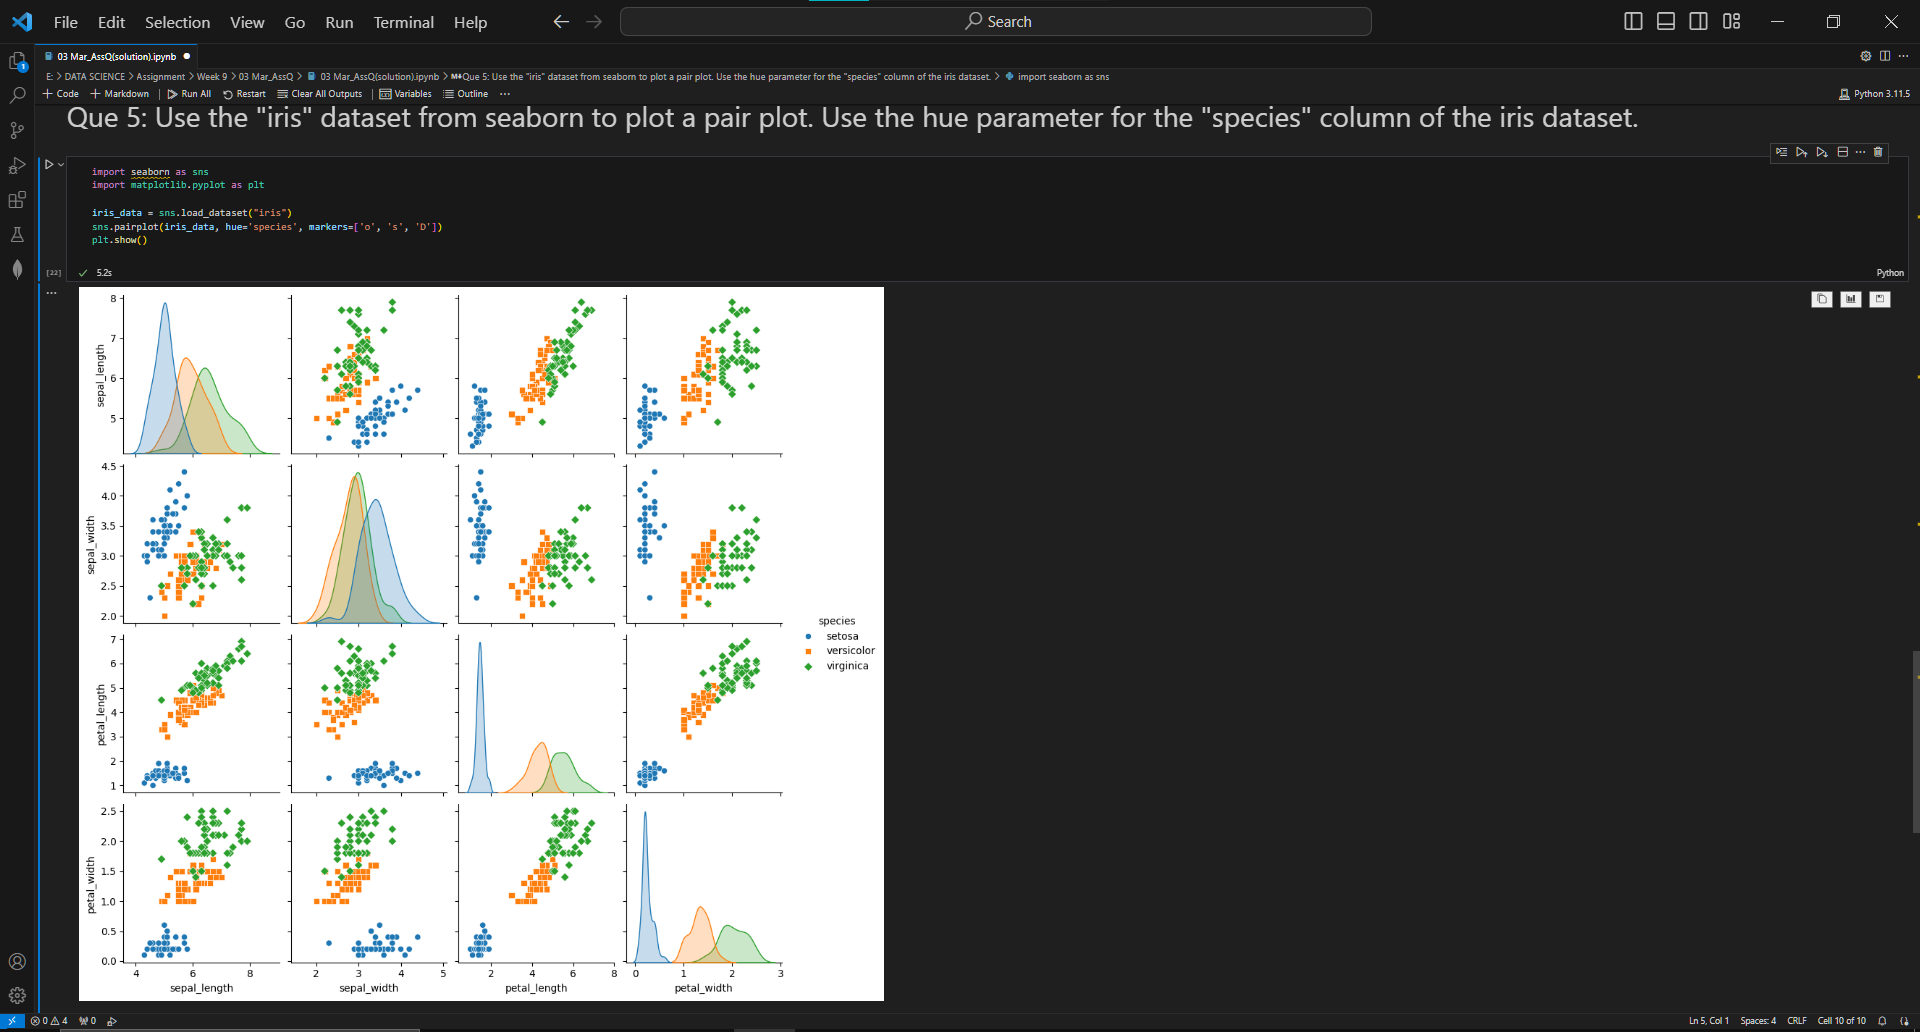 File Edit Selection View Go Run Terminal Help
Search
03 Mar_AssQ(solution).ipynb
E: > DATA SCIENCE > Assignment > Week 9 > 03 Mar_AssQ > 03 Mar_AssQ(solution).ipynb > M↓Que 5: Use the "iris" dataset from seaborn to plot a pair plot. Use the hue parameter for the "species" column of the iris dataset. > import seaborn as sns
+ Code + Markdown | Run All Restart Clear All Outputs | Variables Outline ...
Python 3.11.5
Que 5: Use the "iris" dataset from seaborn to plot a pair plot. Use the hue parameter for the "species" column of the iris dataset.
import seaborn as sns
import matplotlib.pyplot as plt
iris_data = sns.load_dataset("iris")
sns.pairplot(iris_data, hue='species', markers=['o', 's', 'D'])
plt.show()
[22]
5.2s
Python
8
7
6
5
sepal_length
4.5
4.0
3.5
3.0
2.5
2.0
sepal_width
species
setosa
versicolor
virginica
7
6
5
4
3
2
1
petal_length
2.5
2.0
1.5
1.0
0.5
0.0
petal_width
4 6 8
2 3 4 5
2 4 6 8
0 1 2 3
sepal_length
sepal_width
petal_length
petal_width
0 4 0
Ln 5, Col 1 Spaces: 4 CRLF Cell 10 of 10
1